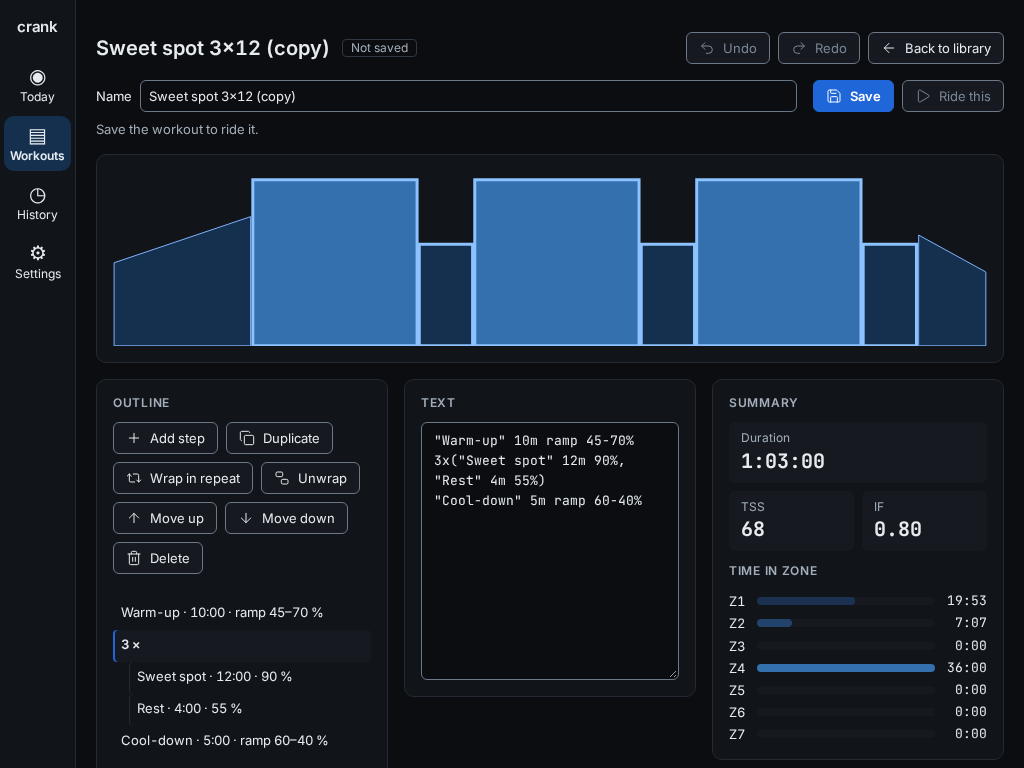 crank
Today
Workouts
History
Settings
Sweet spot 3×12 (copy)
Not saved
Undo
Redo
Back to library
Name
Sweet spot 3×12 (copy)
Save
Ride this
Save the workout to ride it.
OUTLINE
Add step
Duplicate
Wrap in repeat
Unwrap
Move up
Move down
Delete
Warm-up · 10:00 · ramp 45–70 %
3 ×
Sweet spot · 12:00 · 90 %
Rest · 4:00 · 55 %
Cool-down · 5:00 · ramp 60–40 %
TEXT
"Warm-up" 10m ramp 45-70%
3x("Sweet spot" 12m 90%,
"Rest" 4m 55%)
"Cool-down" 5m ramp 60-40%
SUMMARY
Duration
1:03:00
TSS
68
IF
0.80
TIME IN ZONE
Z1 19:53
Z2 7:07
Z3 0:00
Z4 36:00
Z5 0:00
Z6 0:00
Z7 0:00